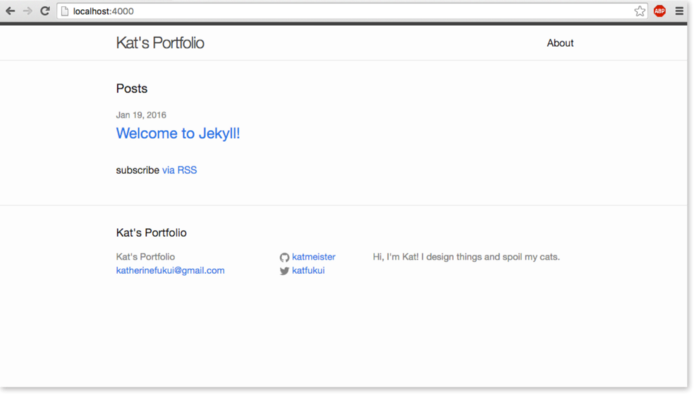 localhost:4000
ABP
Kat's Portfolio
About
Posts
Jan 19, 2016
Welcome to Jekyll!
subscribe via RSS
Kat's Portfolio
Kat's Portfolio
katherinefukui@gmail.com
katmeister
katfukui
Hi, I'm Kat! I design things and spoil my cats.